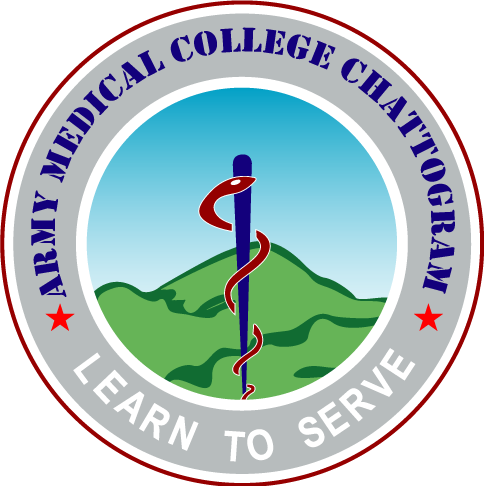 ARMY MEDICAL COLLEGE CHATTOGRAM
LEARN TO SERVE